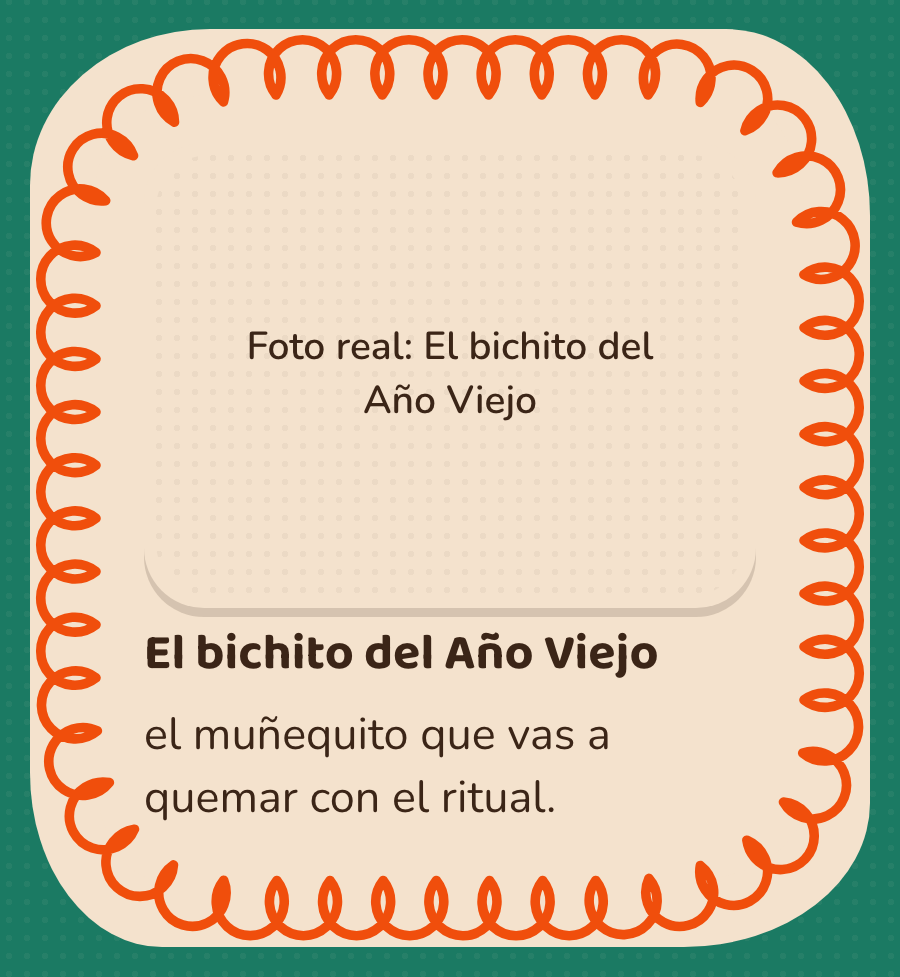 Foto real: El bichito del
Año Viejo
El bichito del Año Viejo
el muñequito que vas a
quemar con el ritual.